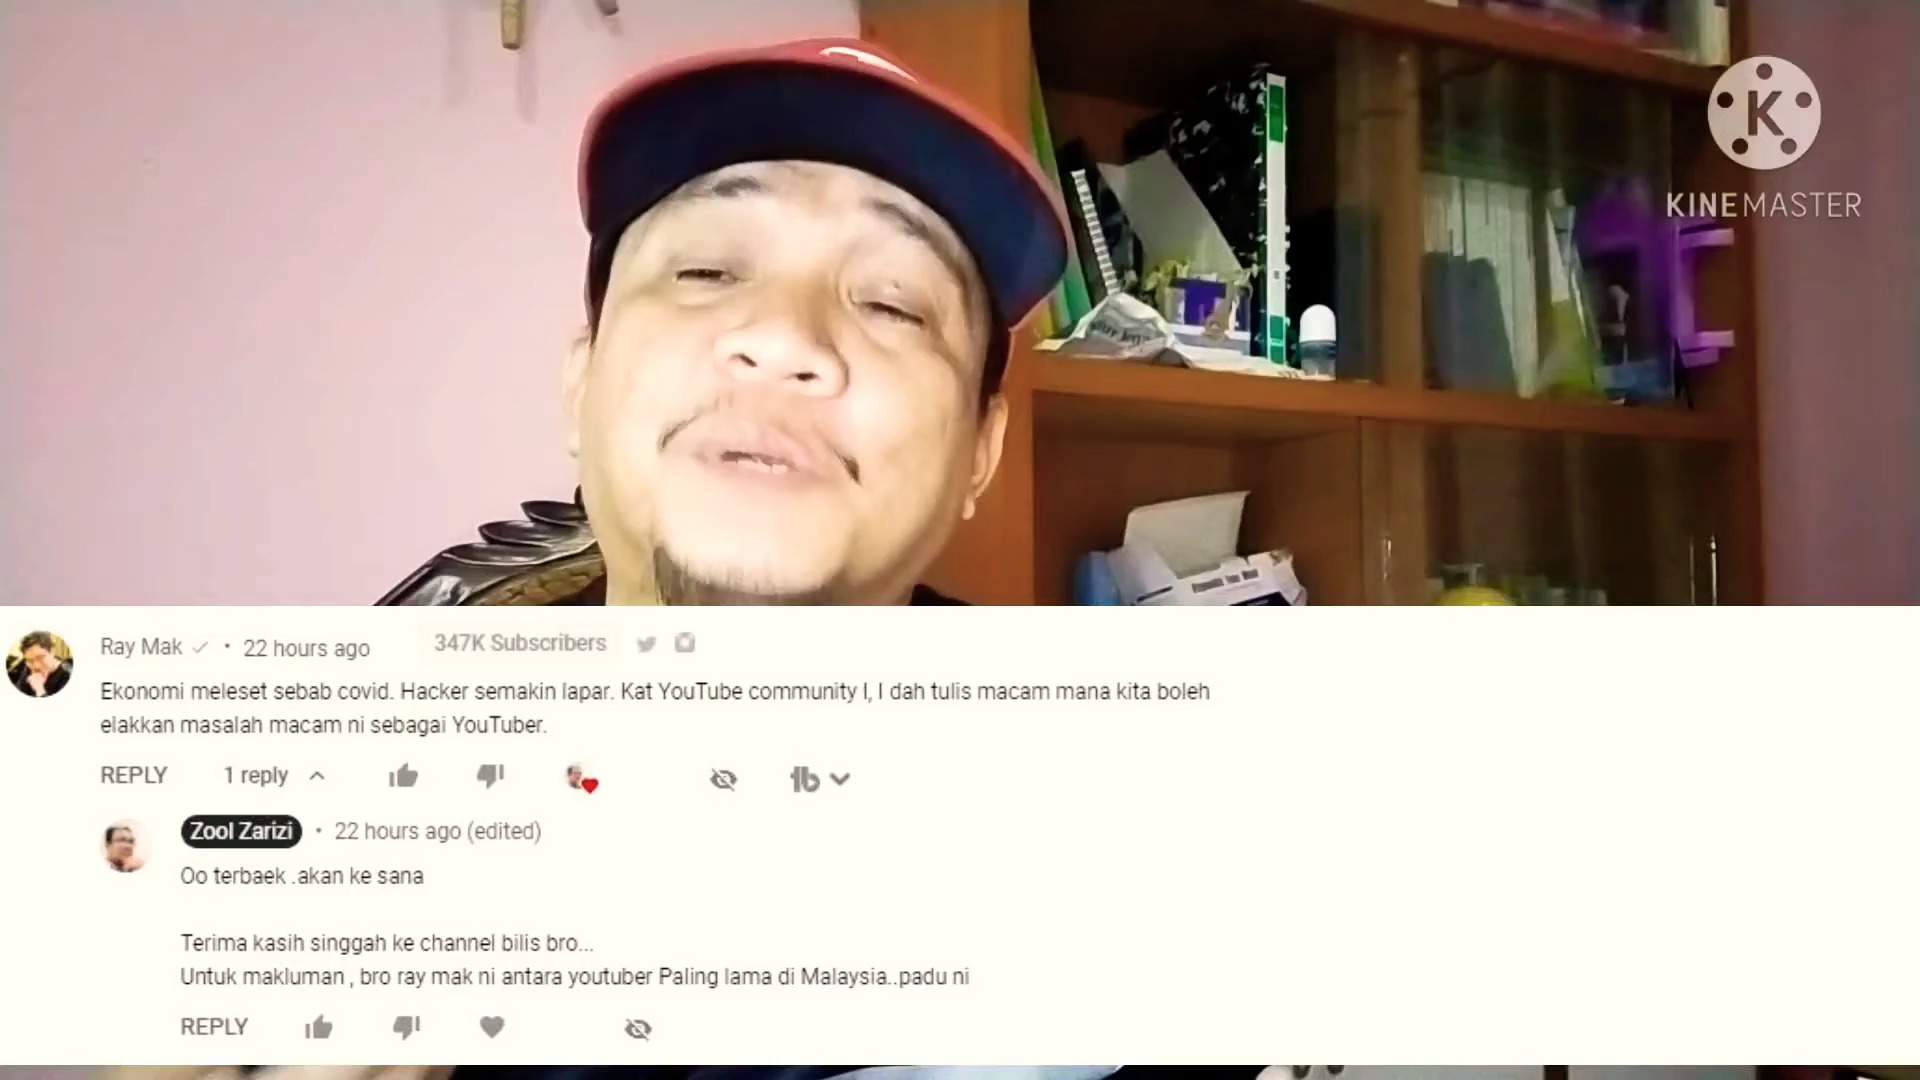 K
KINEMASTER
Ray Mak • 22 hours ago 347K Subscribers
Ekonomi meleset sebab covid. Hacker semakin lapar. Kat YouTube community I, I dah tulis macam mana kita boleh
elakkan masalah macam ni sebagai YouTuber.
REPLY 1 reply
Zool Zarizi • 22 hours ago (edited)
Oo terbaek .akan ke sana
Terima kasih singgah ke channel bilis bro...
Untuk makluman , bro ray mak ni antara youtuber Paling lama di Malaysia..padu ni
REPLY